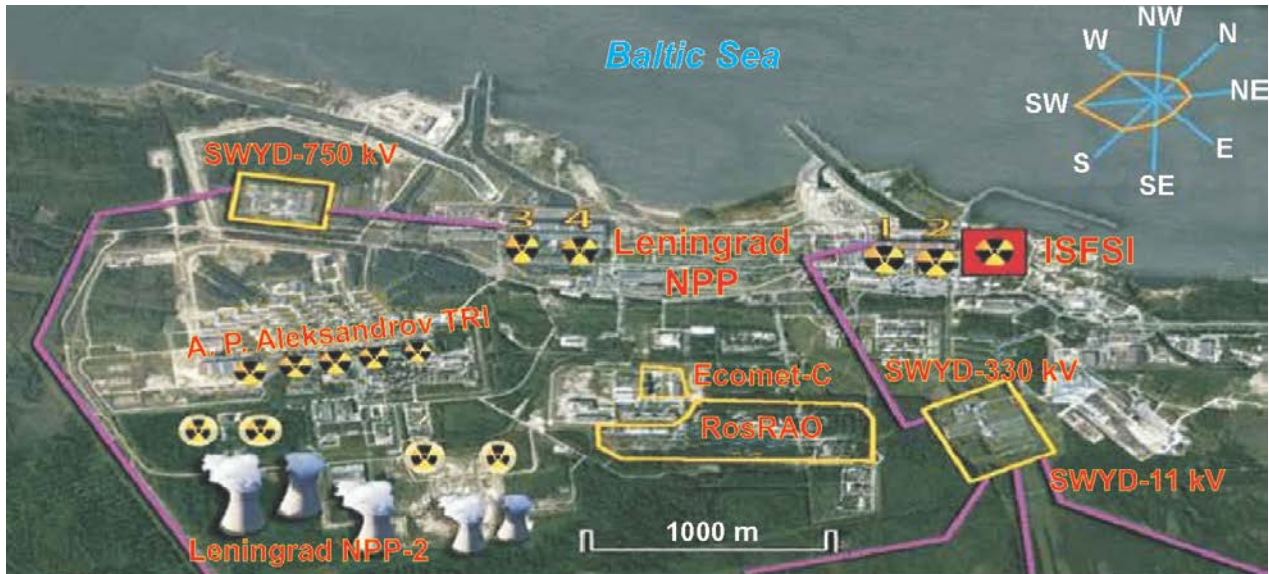 Baltic Sea
NW
W
N
SW
NE
S
E
SE
SWYD-750 kV
3 4
Leningrad
NPP
1 2
ISFSI
A. P. Aleksandrov TRI
Ecomet-C
SWYD-330 kV
RosRAO
SWYD-11 kV
Leningrad NPP-2
1000 m